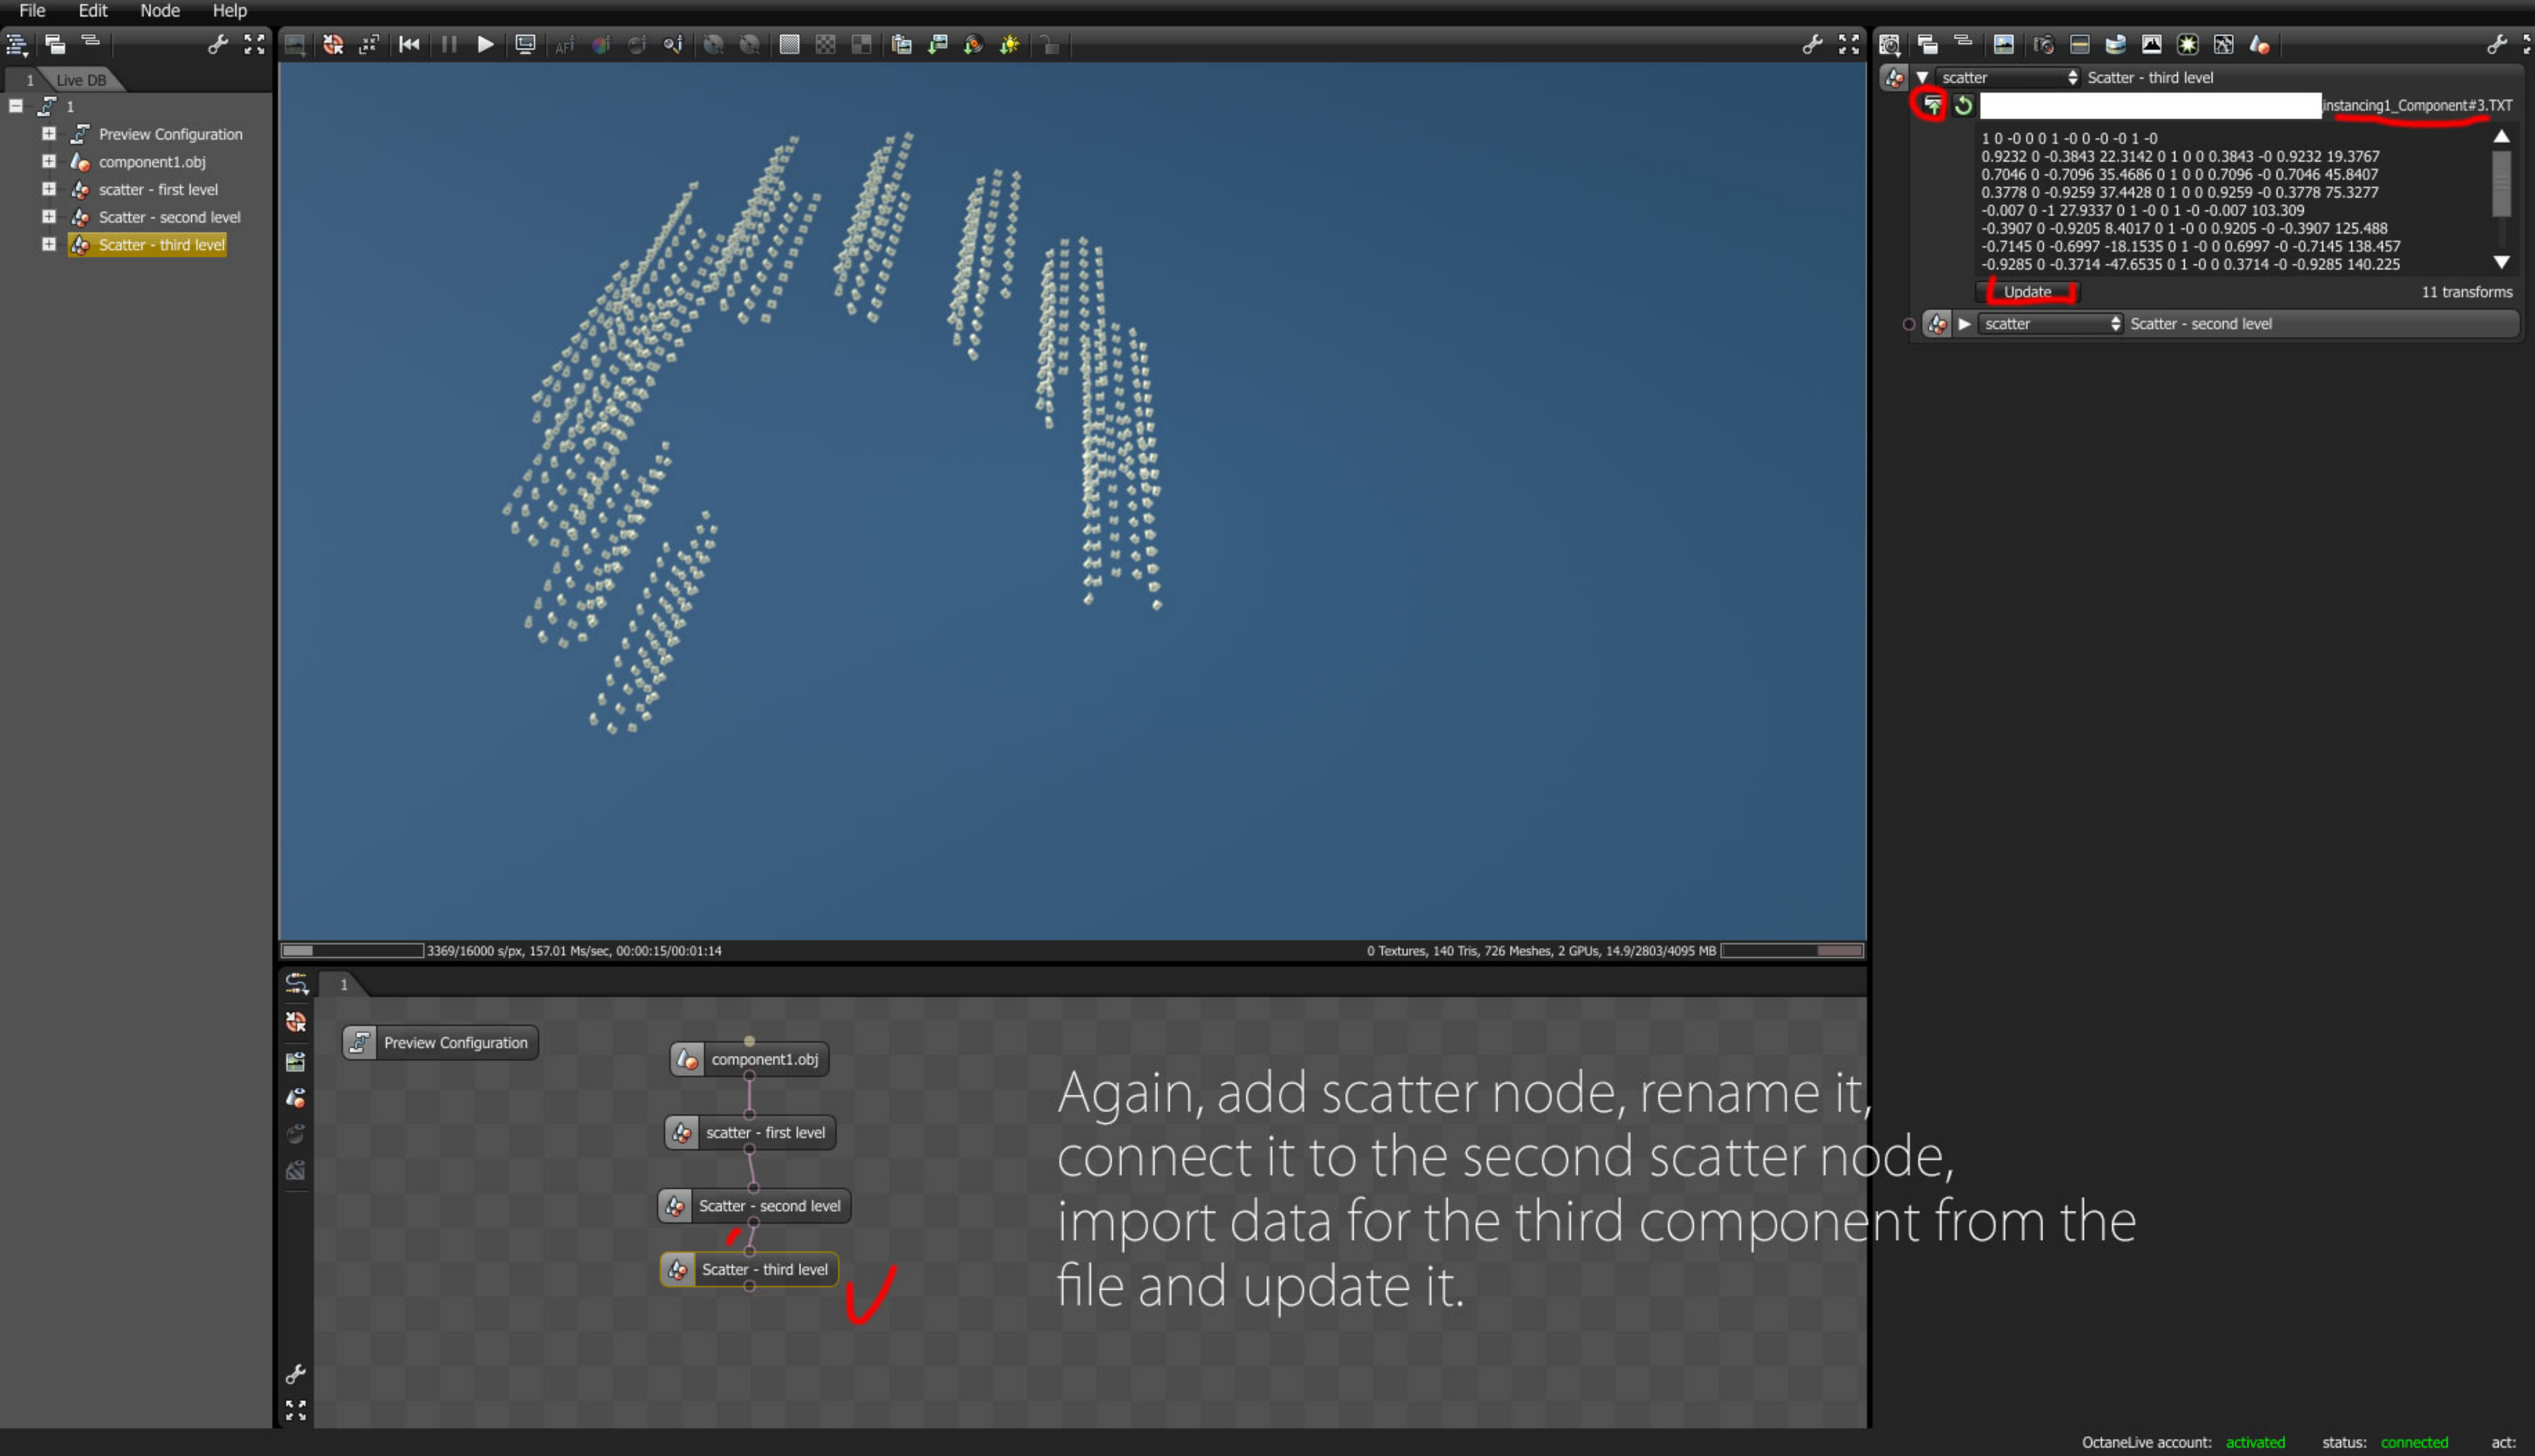 File Edit Node Help
1 Live DB
1
Preview Configuration
component1.obj
scatter - first level
Scatter - second level
Scatter - third level
AF
scatter Scatter - third level
instancing1_Component#3.TXT
1 0 -0 0 0 1 -0 0 -0 -0 1 -0
0.9232 0 -0.3843 22.3142 0 1 0 0 0.3843 -0 0.9232 19.3767
0.7046 0 -0.7096 35.4686 0 1 0 0 0.7096 -0 0.7046 45.8407
0.3778 0 -0.9259 37.4428 0 1 0 0 0.9259 -0 0.3778 75.3277
-0.007 0 -1 27.9337 0 1 -0 0 1 -0 -0.007 103.309
-0.3907 0 -0.9205 8.4017 0 1 -0 0 0.9205 -0 -0.3907 125.488
-0.7145 0 -0.6997 -18.1535 0 1 -0 0 0.6997 -0 -0.7145 138.457
-0.9285 0 -0.3714 -47.6535 0 1 -0 0 0.3714 -0 -0.9285 140.225
Update 11 transforms
scatter Scatter - second level
3369/16000 s/px, 157.01 Ms/sec, 00:00:15/00:01:14
0 Textures, 140 Tris, 726 Meshes, 2 GPUs, 14.9/2803/4095 MB
1
Preview Configuration
component1.obj
scatter - first level
Scatter - second level
Scatter - third level
Again, add scatter node, rename it,
connect it to the second scatter node,
import data for the third component from the
file and update it.
OctaneLive account: activated status: connected act: